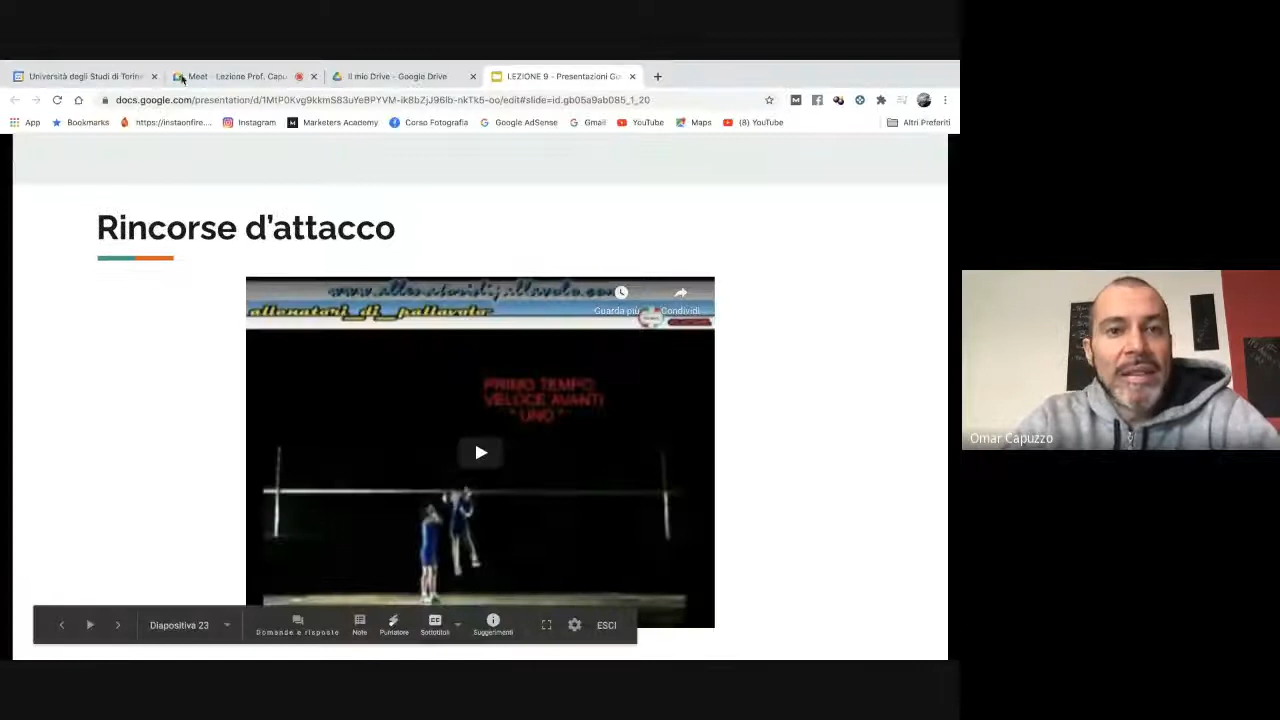 Università degli Studi di Torino
Meet - Lezione Prof. Capu
Il mio Drive - Google Drive
LEZIONE 9 - Presentazioni Go
docs.google.com/presentation/d/1MtP0Kvg9kkmS83uYeBPYVM-ik8bZjJ96lb-nkTk5-oo/edit#slide=id.gb05a9ab085_1_20
App
Bookmarks
https://instaonfire....
Instagram
Marketers Academy
Corso Fotografia
Google AdSense
Gmail
YouTube
Maps
(8) YouTube
Altri Preferiti
Rincorse d'attacco
www.allenatoridipallavolo.com
allenatori_di_pallavolo
Guarda più
Condividi
PRIMO TEMPO
VELOCE AVANTI
" UNO "
Omar Capuzzo
Diapositiva 23
Domande e risposte
Note
Puntatore
Sottotitoli
Suggerimenti
ESCI